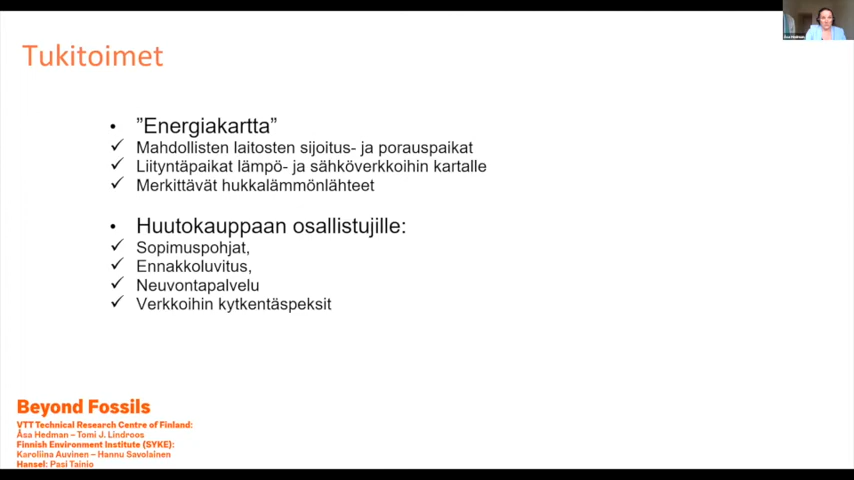 Tukitoimet
”Energiakartta”
Mahdollisten laitosten sijoitus- ja porauspaikat
Liityntäpaikat lämpö- ja sähköverkkoihin kartalle
Merkittävät hukkalämmönlähteet
Huutokauppaan osallistujille:
Sopimuspohjat,
Ennakkoluvitus,
Neuvontapalvelu
Verkkoihin kytkentäspeksit
Beyond Fossils
VTT Technical Research Centre of Finland:
Åsa Hedman – Tomi J. Lindroos
Finnish Environment Institute (SYKE):
Karoliina Auvinen – Hannu Savolainen
Hansel: Pasi Tainio
Åsa Hedman